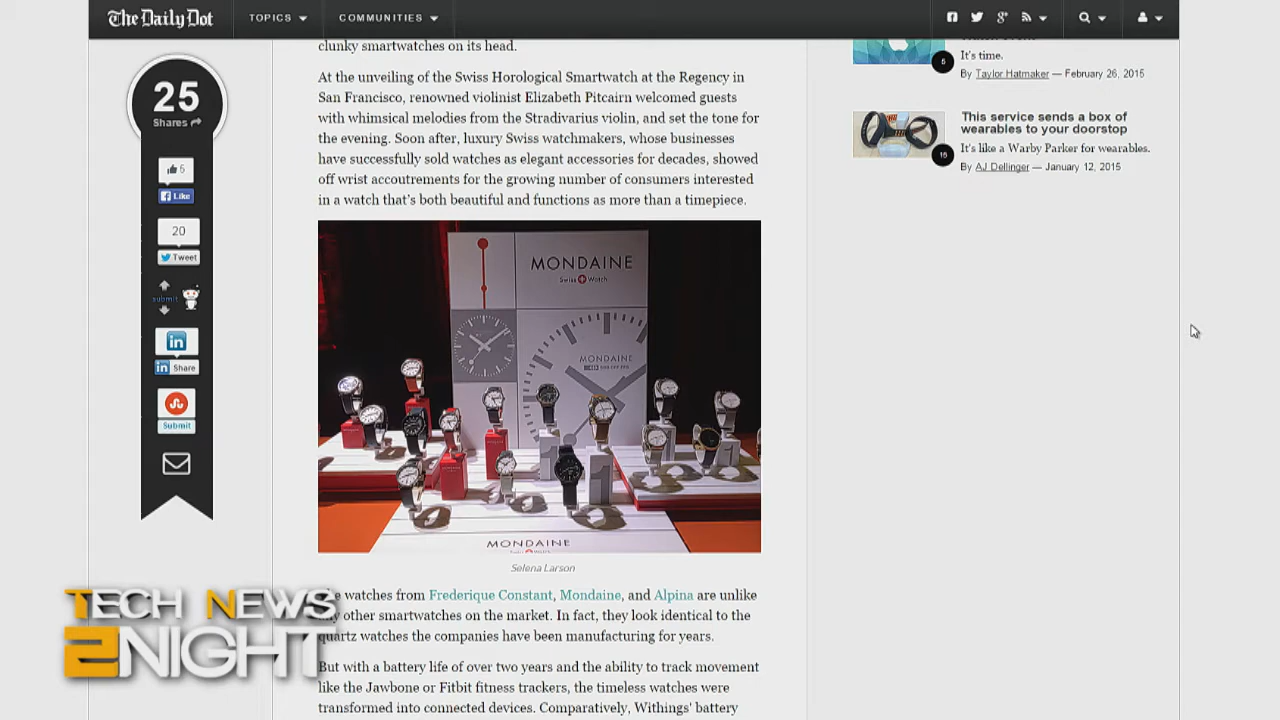 The Daily Dot
TOPICS
COMMUNITIES
25
Shares
5
Like
20
Tweet
submit
in
in Share
Submit
clunky smartwatches on its head.
At the unveiling of the Swiss Horological Smartwatch at the Regency in
San Francisco, renowned violinist Elizabeth Pitcairn welcomed guests
with whimsical melodies from the Stradivarius violin, and set the tone for
the evening. Soon after, luxury Swiss watchmakers, whose businesses
have successfully sold watches as elegant accessories for decades, showed
off wrist accoutrements for the growing number of consumers interested
in a watch that's both beautiful and functions as more than a timepiece.
MONDAINE
Swiss Watch
MONDAINE
MONDAINE
Selena Larson
watches from Frederique Constant, Mondaine, and Alpina are unlike
other smartwatches on the market. In fact, they look identical to the
quartz watches the companies have been manufacturing for years.
But with a battery life of over two years and the ability to track movement
like the Jawbone or Fitbit fitness trackers, the timeless watches were
transformed into connected devices. Comparatively, Withings' battery
5
It's time.
By Taylor Hatmaker — February 26, 2015
15
This service sends a box of
wearables to your doorstop
It's like a Warby Parker for wearables.
By AJ Dellinger — January 12, 2015
TECH NEWS
2NIGHT